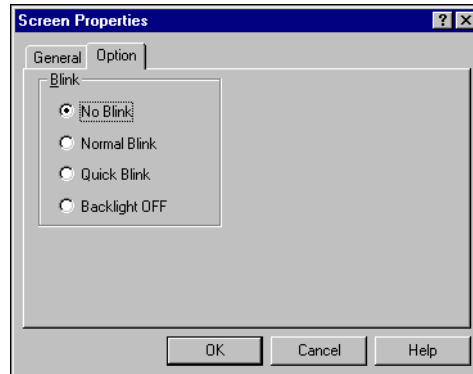 Screen Properties
General Option
Blink
No Blink
Normal Blink
Quick Blink
Backlight OFF
OK Cancel Help